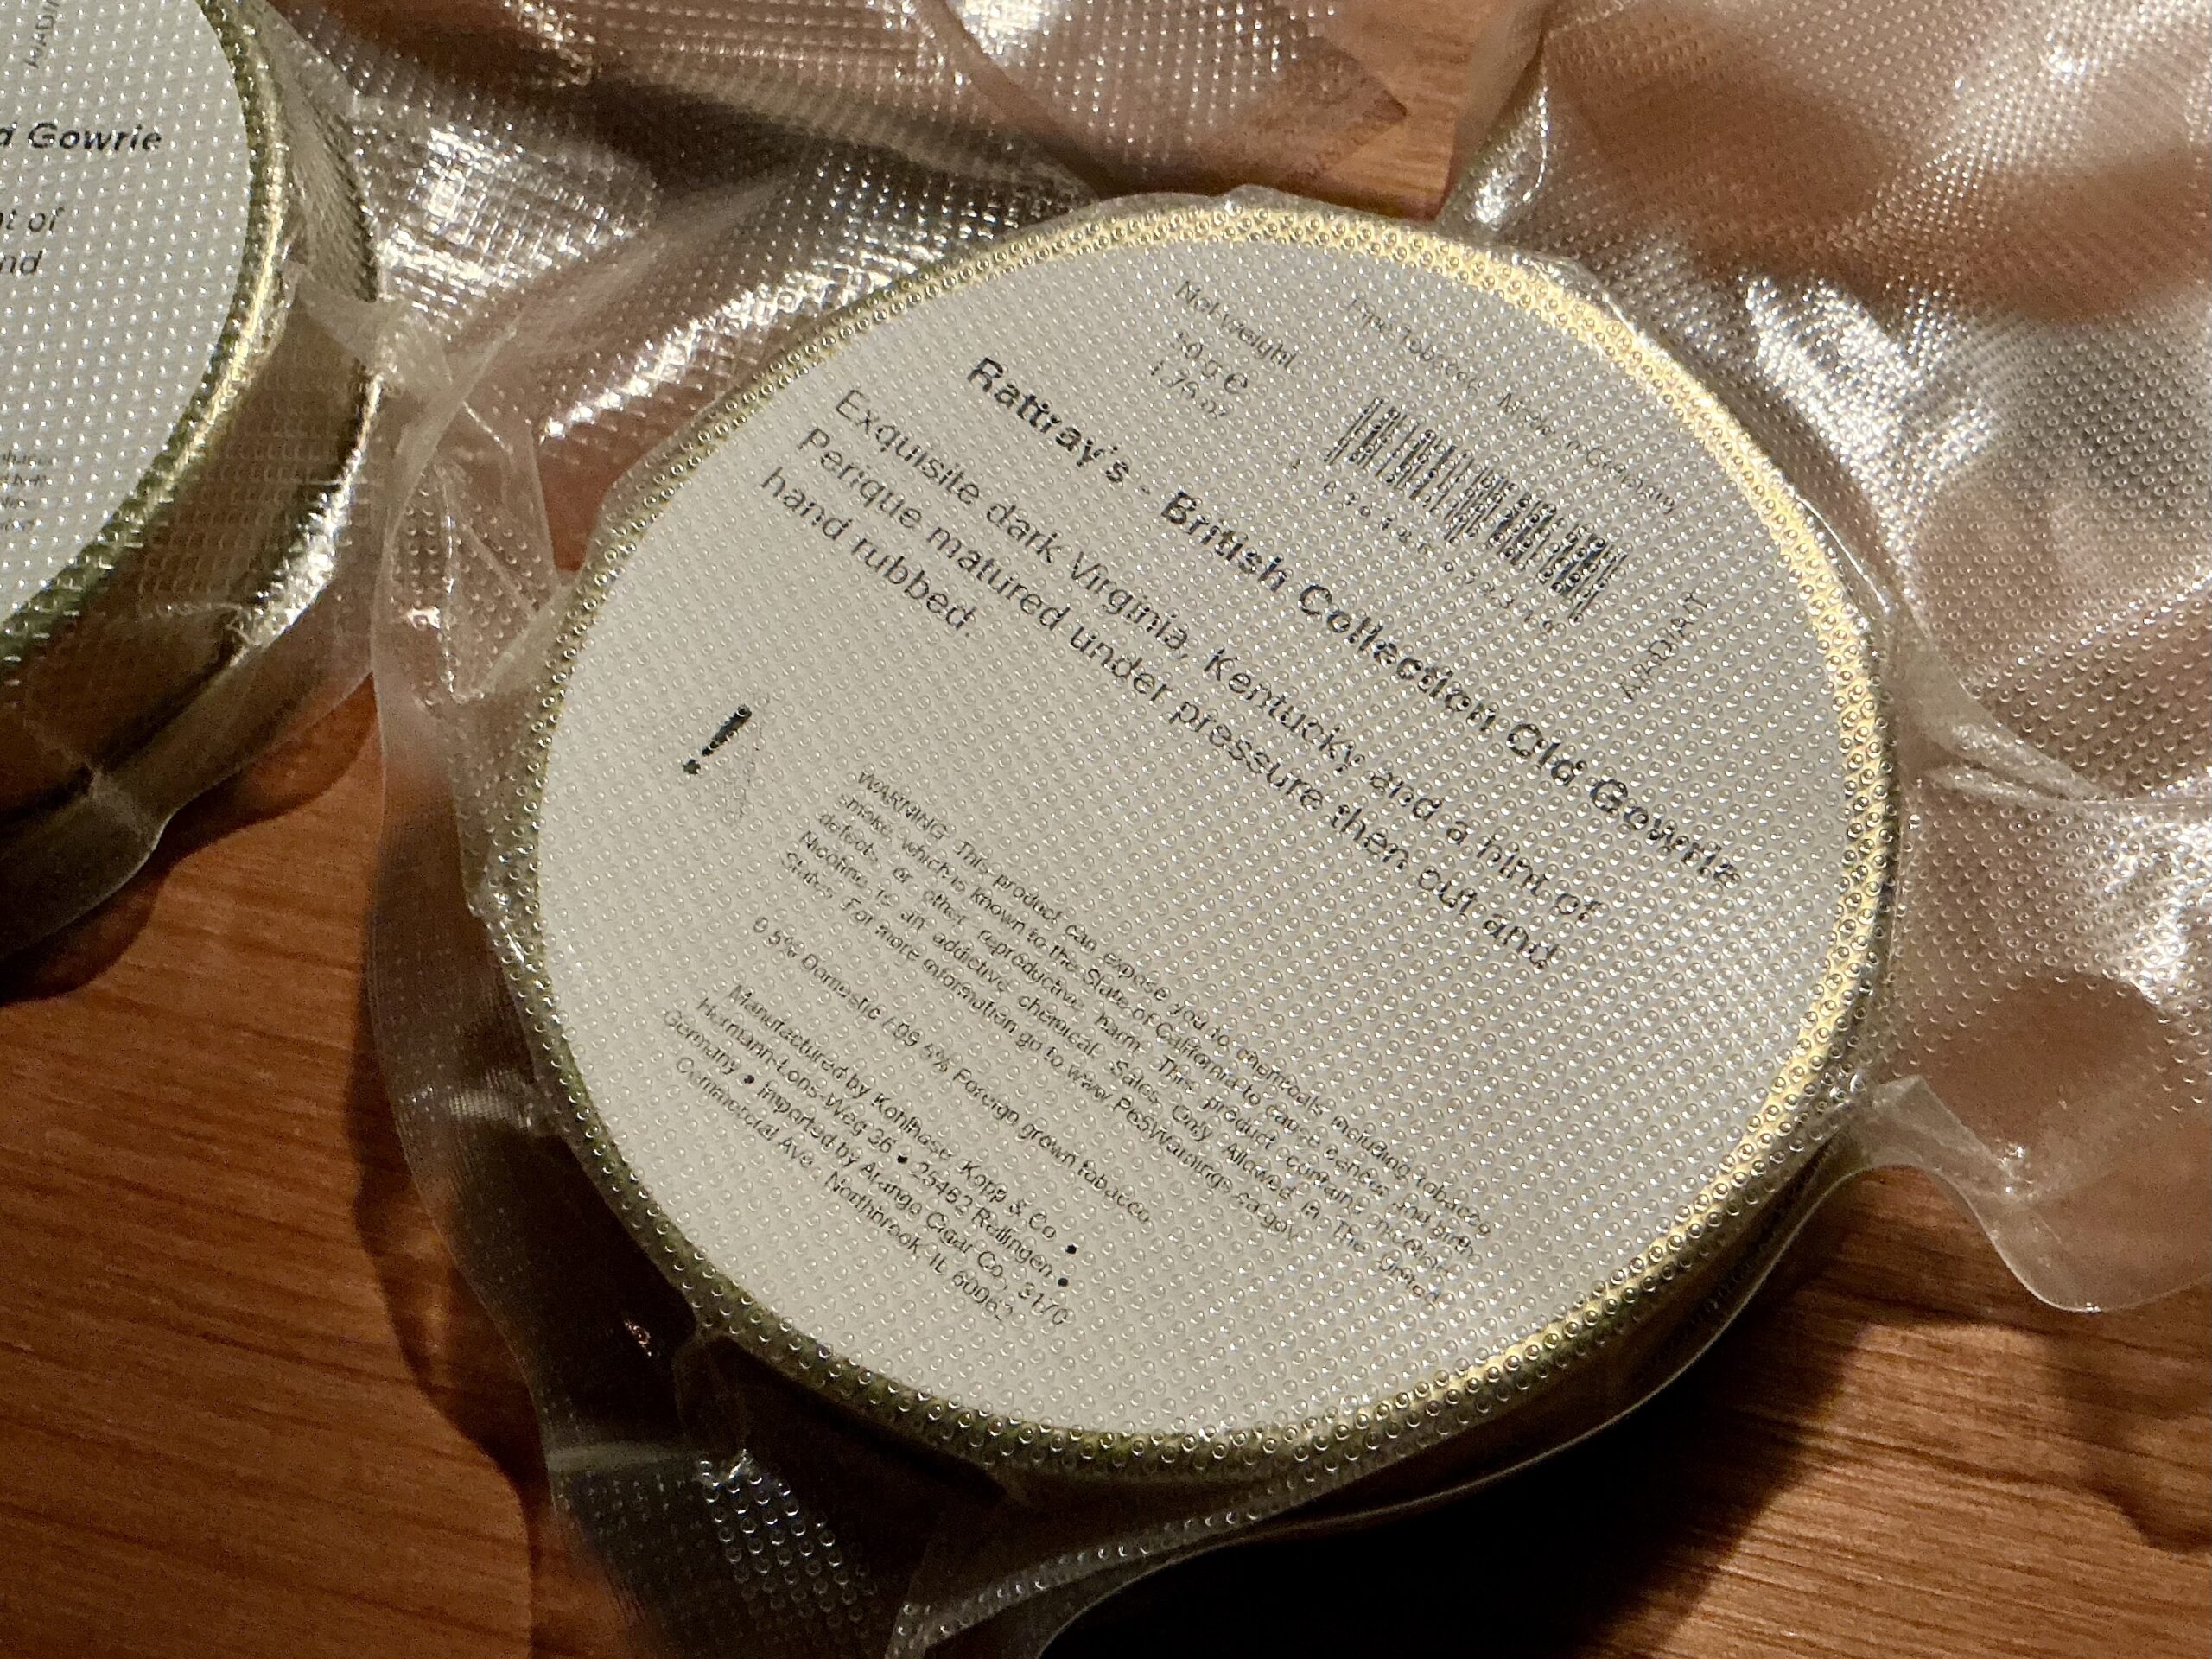 d Gowrie
nt of
nd
Pipe Tobacco Made in Germany
Net weight
50 g e
1.76 oz
Rattray's - British Collection Old Gowrie
Exquisite dark Virginia, Kentucky and a hint of
Perique matured under pressure then cut and
hand rubbed.
!
WARNING: This product can expose you to chemicals including tobacco
smoke, which is known to the State of California to cause cancer and birth
defects or other reproductive harm. This product contains nicotine.
Nicotine is an addictive chemical. Sales Only Allowed in The United
States. For more information go to www.P65Warnings.ca.gov.
0.5% Domestic / 99.5% Foreign grown tobacco.
Manufactured by Kohlhase, Kopp & Co •
Hermann-Löns-Weg 36 • 25462 Rellingen •
Germany • Imported by Arango Cigar Co., 3170
Commercial Ave., Northbrook, IL 60062